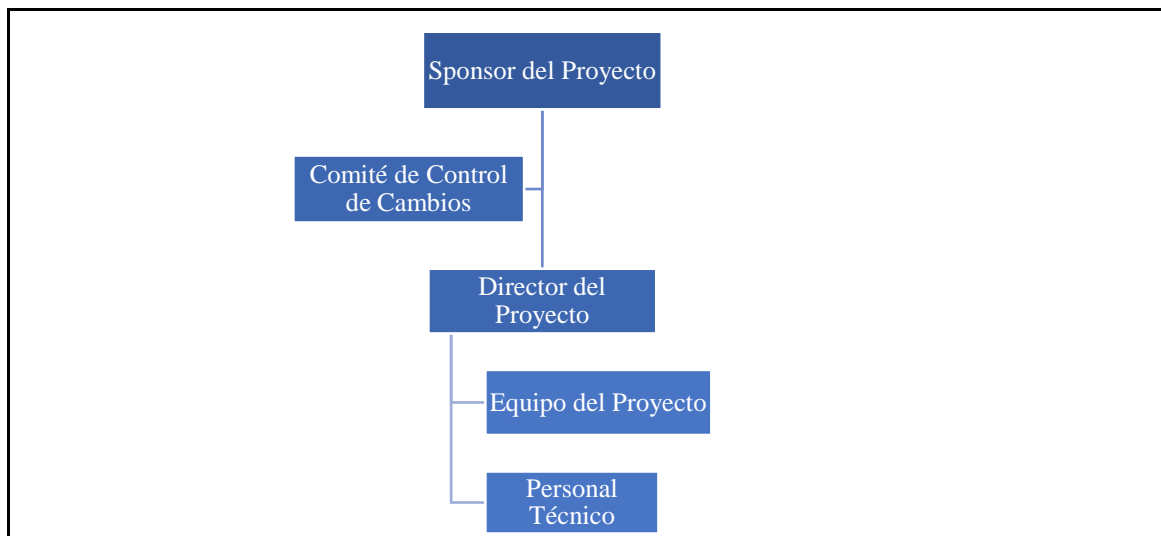 Sponsor del Proyecto
Comité de Control
de Cambios
Director del
Proyecto
Equipo del Proyecto
Personal
Técnico